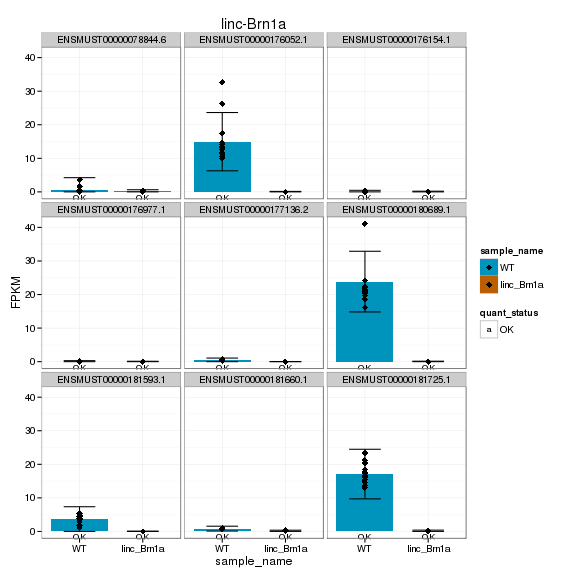 linc-Brn1a
ENSMUST00000078844.6 ENSMUST00000176052.1 ENSMUST00000176154.1
40
30
20
10
0
OK OK OK OK OK OK
ENSMUST00000176977.1 ENSMUST00000177136.2 ENSMUST00000180689.1
40
30
20
10
0
OK OK OK OK OK OK
ENSMUST00000181593.1 ENSMUST00000181660.1 ENSMUST00000181725.1
40
30
20
10
0
OK OK OK OK OK OK
WT linc_Brn1a WT linc_Brn1a WT linc_Brn1a
sample_name
FPKM
sample_name
WT
linc_Brn1a
quant_status
a OK